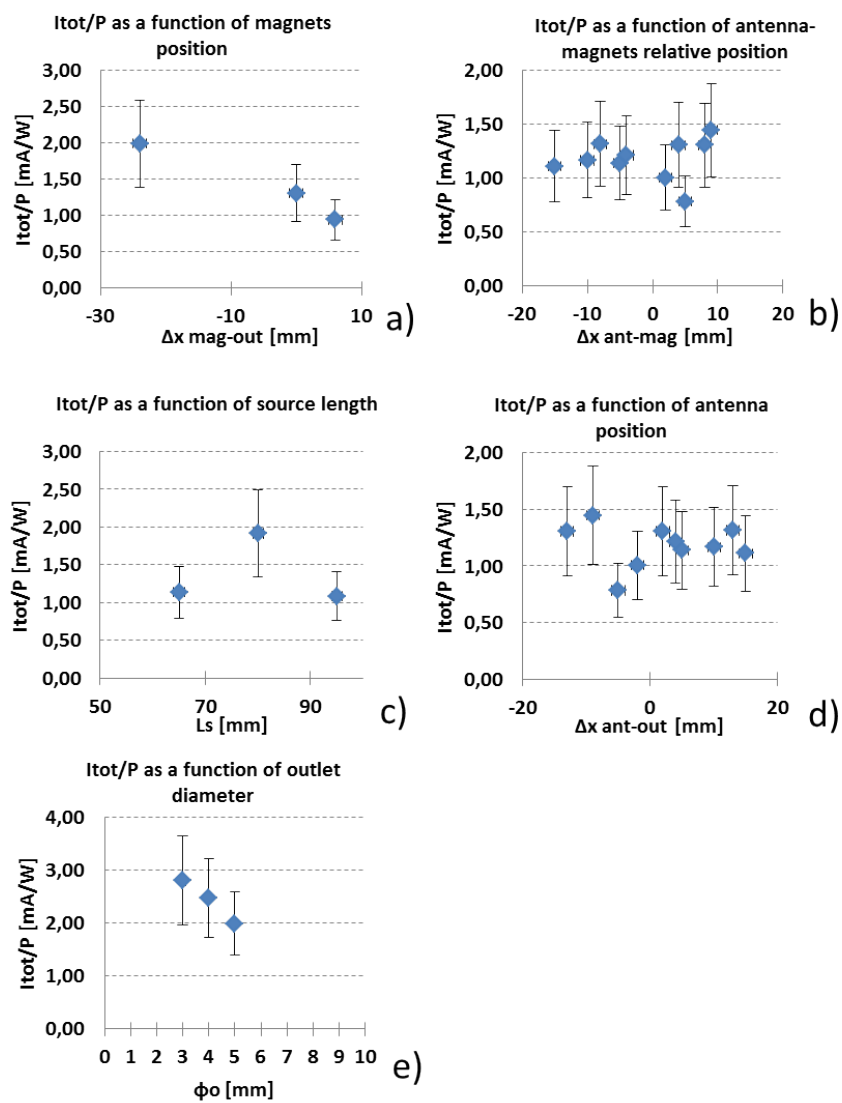 Itot/P as a function of magnets
position
3,00
2,50
2,00
1,50
1,00
0,50
0,00
Itot/P [mA/W]
-30
-10
10
Δx mag-out [mm]
a)
Itot/P as a function of antenna-
magnets relative position
2,00
1,50
1,00
0,50
0,00
Itot/P [mA/W]
-20
-10
0
10
20
Δx ant-mag [mm]
b)
Itot/P as a function of source length
3,00
2,50
2,00
1,50
1,00
0,50
0,00
Itot/P [mA/W]
50
70
90
Ls [mm]
c)
Itot/P as a function of antenna
position
2,00
1,50
1,00
0,50
0,00
Itot/P [mA/W]
-20
0
20
Δx ant-out [mm]
d)
Itot/P as a function of outlet
diameter
4,00
3,00
2,00
1,00
0,00
Itot/P [mA/W]
0 1 2 3 4 5 6 7 8 9 10
φo [mm]
e)